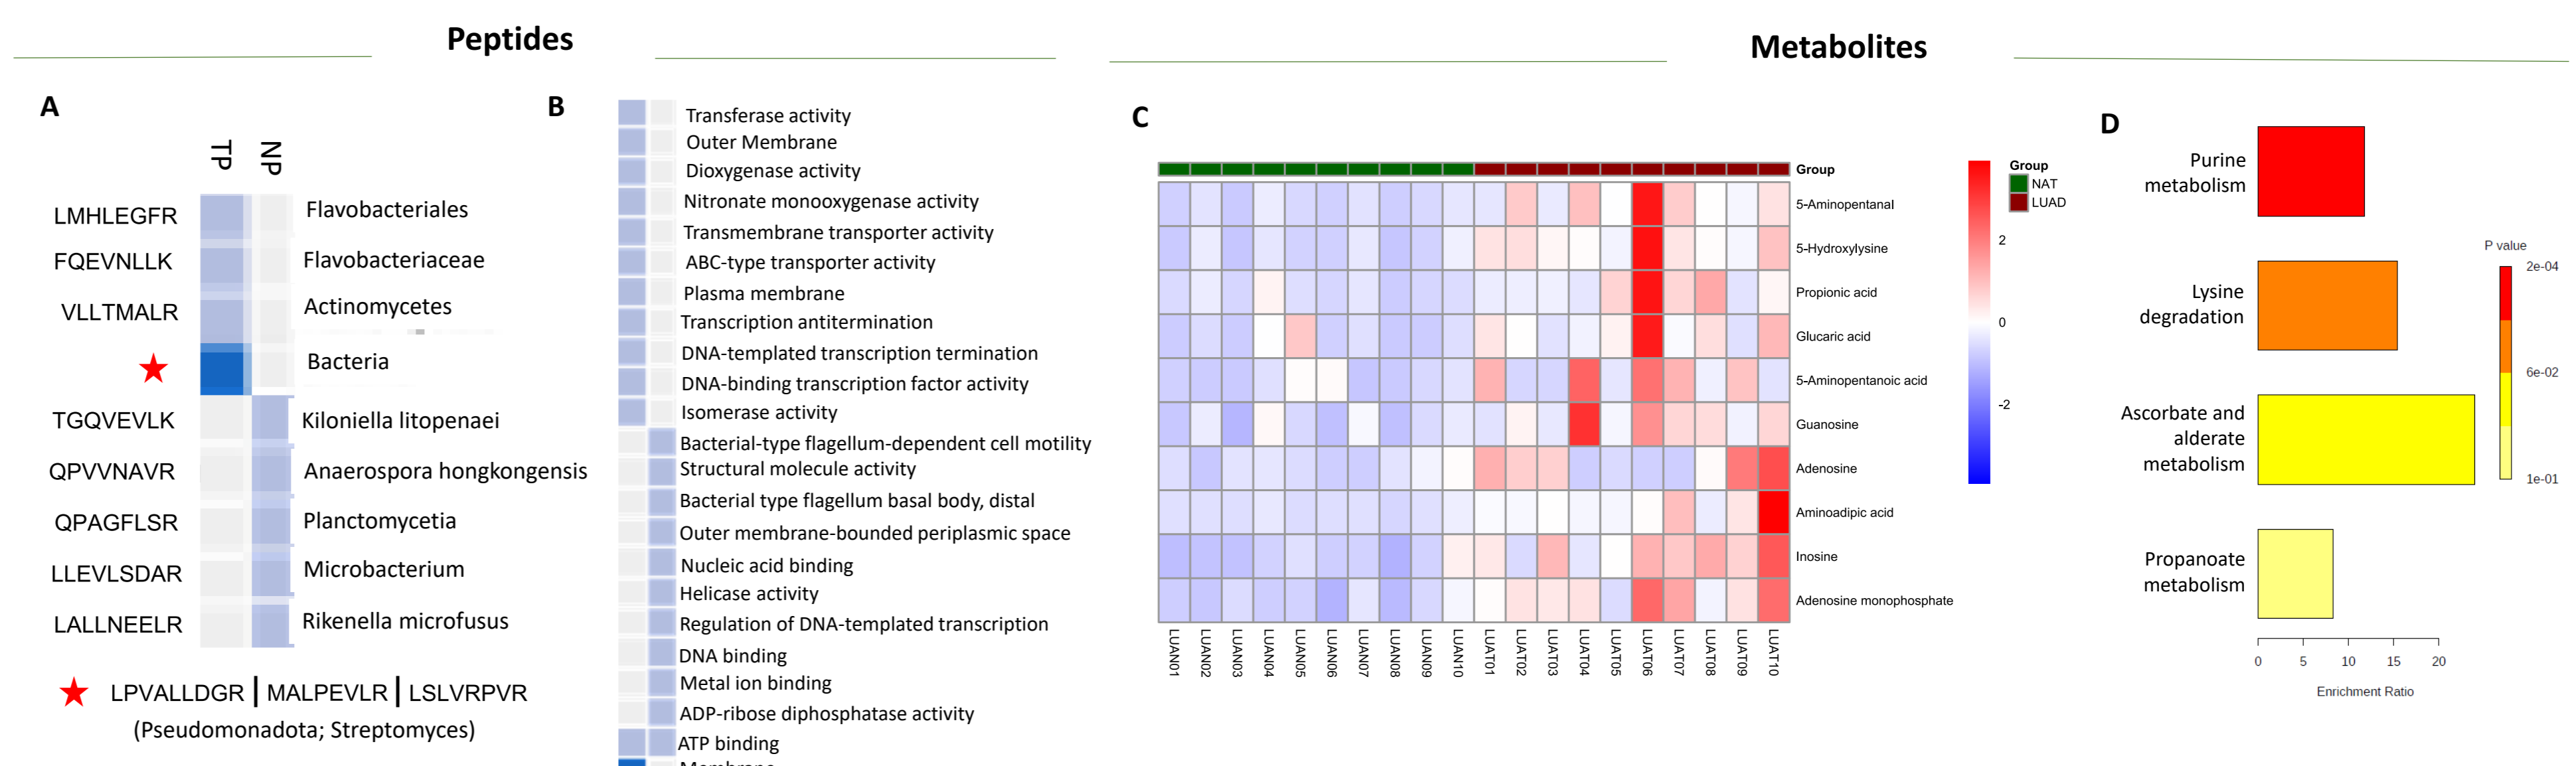 Peptides
Metabolites
A
TP
NP
LMHLEGFR
Flavobacteriales
FQEVNLLK
Flavobacteriaceae
VLLTMALR
Actinomycetes
Bacteria
TGQVEVLK
Kiloniella litopenaei
QPVVNAVR
Anaerospora hongkongensis
QPAGFLSR
Planctomycetia
LLEVLSDAR
Microbacterium
LALLNEELR
Rikenella microfusus
LPVALLDGR | MALPEVLR | LSLVRPVR
(Pseudomonadota; Streptomyces)
B
Transferase activity
Outer Membrane
Dioxygenase activity
Nitronate monooxygenase activity
Transmembrane transporter activity
ABC-type transporter activity
Plasma membrane
Transcription antitermination
DNA-templated transcription termination
DNA-binding transcription factor activity
Isomerase activity
Bacterial-type flagellum-dependent cell motility
Structural molecule activity
Bacterial type flagellum basal body, distal
Outer membrane-bounded periplasmic space
Nucleic acid binding
Helicase activity
Regulation of DNA-templated transcription
DNA binding
Metal ion binding
ADP-ribose diphosphatase activity
ATP binding
C
Group
5-Aminopentanal
5-Hydroxylysine
Propionic acid
Glucaric acid
5-Aminopentanoic acid
Guanosine
Adenosine
Aminoadipic acid
Inosine
Adenosine monophosphate
LUAN01
LUAN02
LUAN03
LUAN04
LUAN05
LUAN06
LUAN07
LUAN08
LUAN09
LUAN10
LUAT01
LUAT02
LUAT03
LUAT04
LUAT05
LUAT06
LUAT07
LUAT08
LUAT09
LUAT10
2
0
-2
Group
NAT
LUAD
D
Purine
metabolism
Lysine
degradation
Ascorbate and
alderate
metabolism
Propanoate
metabolism
0 5 10 15 20
Enrichment Ratio
P value
2e-04
6e-02
1e-01